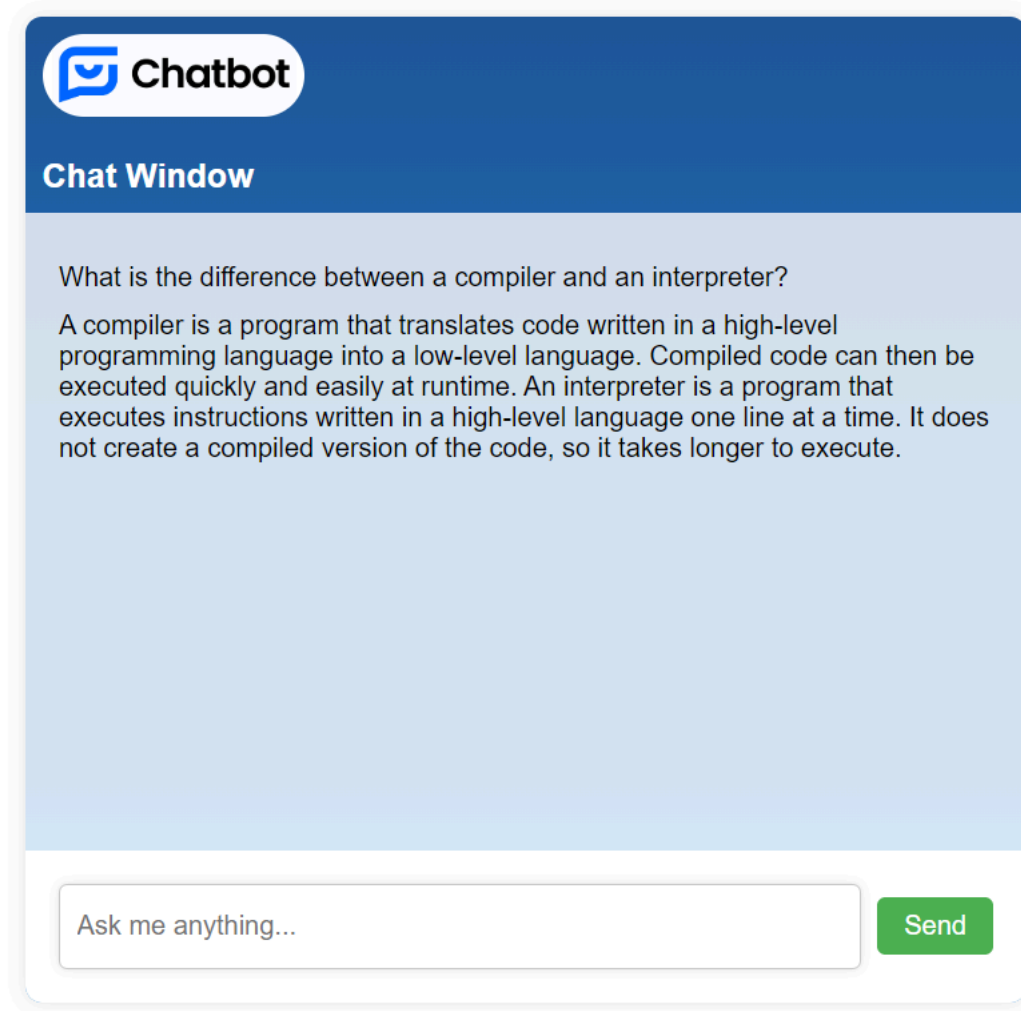 Chatbot
Chat Window
What is the difference between a compiler and an interpreter?
A compiler is a program that translates code written in a high-level
programming language into a low-level language. Compiled code can then be
executed quickly and easily at runtime. An interpreter is a program that
executes instructions written in a high-level language one line at a time. It does
not create a compiled version of the code, so it takes longer to execute.
Ask me anything...
Send